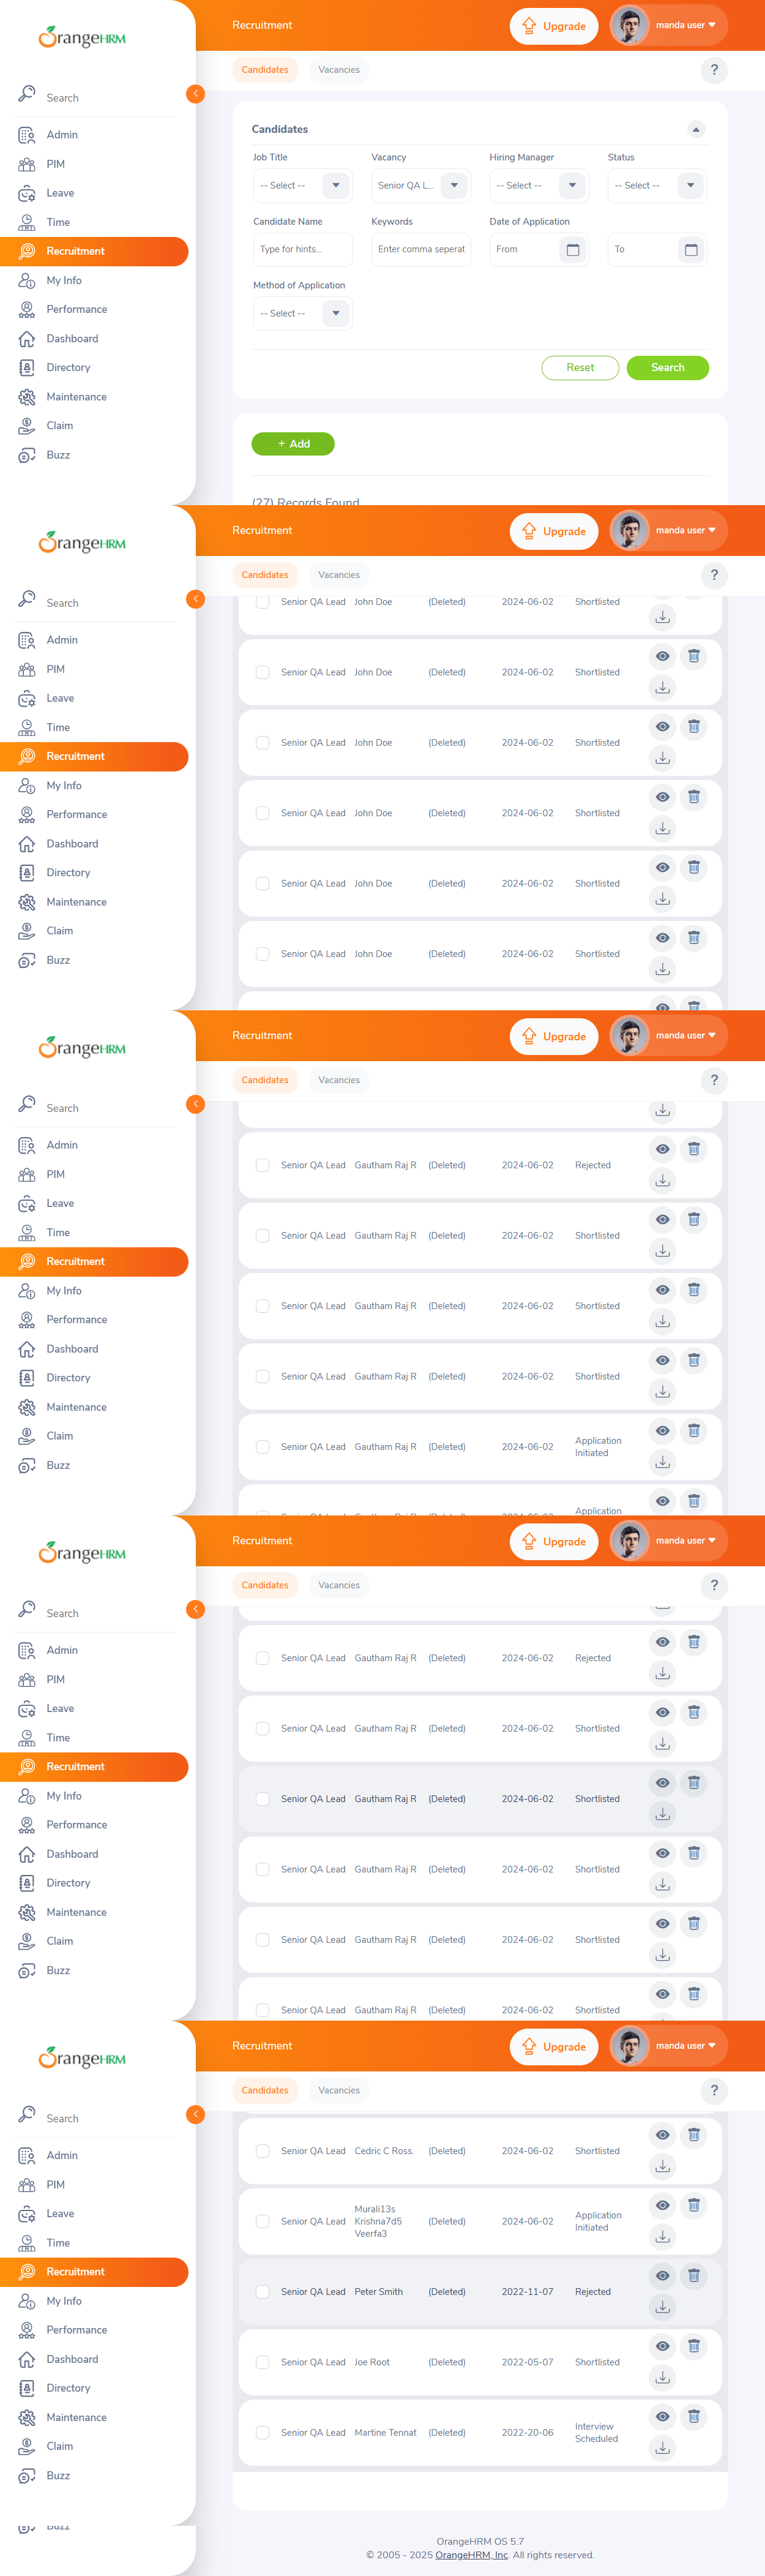 OrangeHRM
Recruitment
Upgrade
manda user
Search
Candidates
Vacancies
?
Admin
PIM
Leave
Time
Recruitment
My Info
Performance
Dashboard
Directory
Maintenance
Claim
Buzz
Candidates
Job Title
Vacancy
Hiring Manager
Status
-- Select --
Senior QA L...
-- Select --
-- Select --
Candidate Name
Keywords
Date of Application
Type for hints...
Enter comma seperat
From
To
Method of Application
-- Select --
Reset
Search
+ Add
(27) Records Found
OrangeHRM
Recruitment
Upgrade
manda user
Search
Candidates
Vacancies
?
Admin
PIM
Leave
Time
Recruitment
My Info
Performance
Dashboard
Directory
Maintenance
Claim
Buzz
Senior QA Lead John Doe (Deleted) 2024-06-02 Shortlisted
Senior QA Lead John Doe (Deleted) 2024-06-02 Shortlisted
Senior QA Lead John Doe (Deleted) 2024-06-02 Shortlisted
Senior QA Lead John Doe (Deleted) 2024-06-02 Shortlisted
Senior QA Lead John Doe (Deleted) 2024-06-02 Shortlisted
Senior QA Lead John Doe (Deleted) 2024-06-02 Shortlisted
OrangeHRM
Recruitment
Upgrade
manda user
Search
Candidates
Vacancies
?
Admin
PIM
Leave
Time
Recruitment
My Info
Performance
Dashboard
Directory
Maintenance
Claim
Buzz
Senior QA Lead Gautham Raj R (Deleted) 2024-06-02 Rejected
Senior QA Lead Gautham Raj R (Deleted) 2024-06-02 Shortlisted
Senior QA Lead Gautham Raj R (Deleted) 2024-06-02 Shortlisted
Senior QA Lead Gautham Raj R (Deleted) 2024-06-02 Shortlisted
Senior QA Lead Gautham Raj R (Deleted) 2024-06-02 Application
Initiated
Application
OrangeHRM
Recruitment
Upgrade
manda user
Search
Candidates
Vacancies
?
Admin
PIM
Leave
Time
Recruitment
My Info
Performance
Dashboard
Directory
Maintenance
Claim
Buzz
Senior QA Lead Gautham Raj R (Deleted) 2024-06-02 Rejected
Senior QA Lead Gautham Raj R (Deleted) 2024-06-02 Shortlisted
Senior QA Lead Gautham Raj R (Deleted) 2024-06-02 Shortlisted
Senior QA Lead Gautham Raj R (Deleted) 2024-06-02 Shortlisted
Senior QA Lead Gautham Raj R (Deleted) 2024-06-02 Shortlisted
Senior QA Lead Gautham Raj R (Deleted) 2024-06-02 Shortlisted
OrangeHRM
Recruitment
Upgrade
manda user
Search
Candidates
Vacancies
?
Admin
PIM
Leave
Time
Recruitment
My Info
Performance
Dashboard
Directory
Maintenance
Claim
Buzz
Senior QA Lead Cedric C Ross. (Deleted) 2024-06-02 Shortlisted
Senior QA Lead Murali13s Krishna7d5 Veerfa3 (Deleted) 2024-06-02 Application Initiated
Senior QA Lead Peter Smith (Deleted) 2022-11-07 Rejected
Senior QA Lead Joe Root (Deleted) 2022-05-07 Shortlisted
Senior QA Lead Martine Tennat (Deleted) 2022-20-06 Interview Scheduled
OrangeHRM OS 5.7
© 2005 - 2025 OrangeHRM, Inc. All rights reserved.